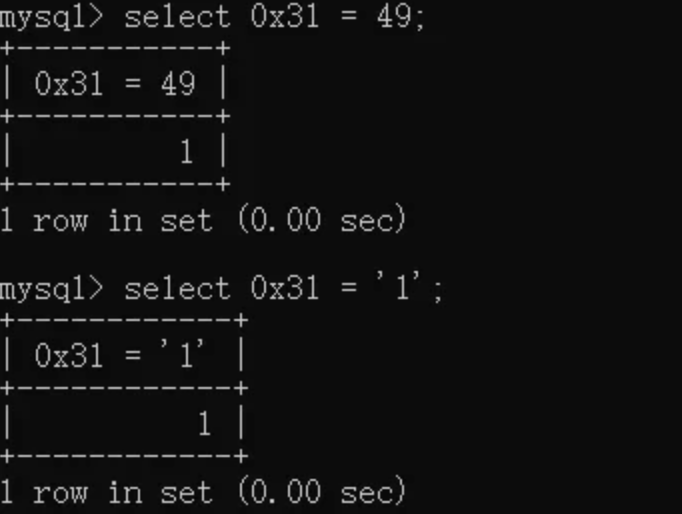 mysql> select 0x31 = 49;
+-----------+
| 0x31 = 49 |
+-----------+
|         1 |
+-----------+
1 row in set (0.00 sec)
mysql> select 0x31 = '1';
+------------+
| 0x31 = '1' |
+------------+
|          1 |
+------------+
1 row in set (0.00 sec)